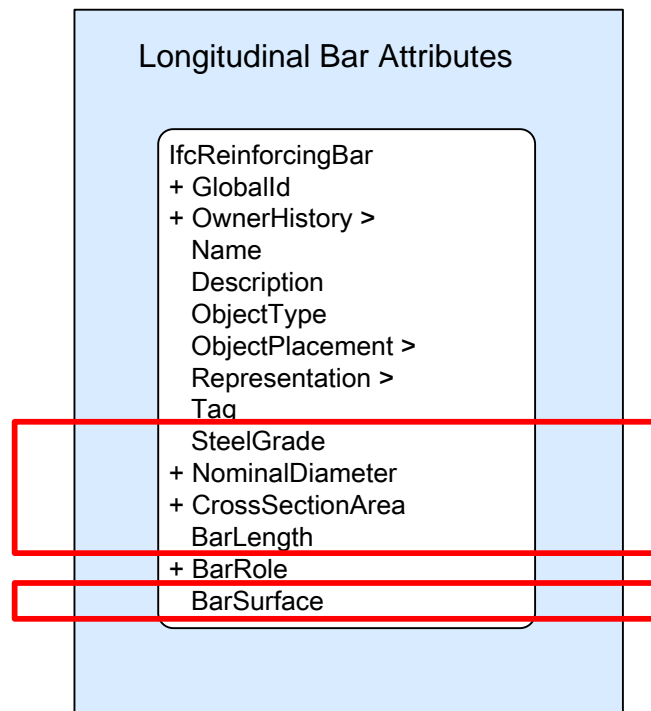 Longitudinal Bar Attributes
IfcReinforcingBar
+ GlobalId
+ OwnerHistory >
Name
Description
ObjectType
ObjectPlacement >
Representation >
Tag
SteelGrade
+ NominalDiameter
+ CrossSectionArea
BarLength
+ BarRole
BarSurface